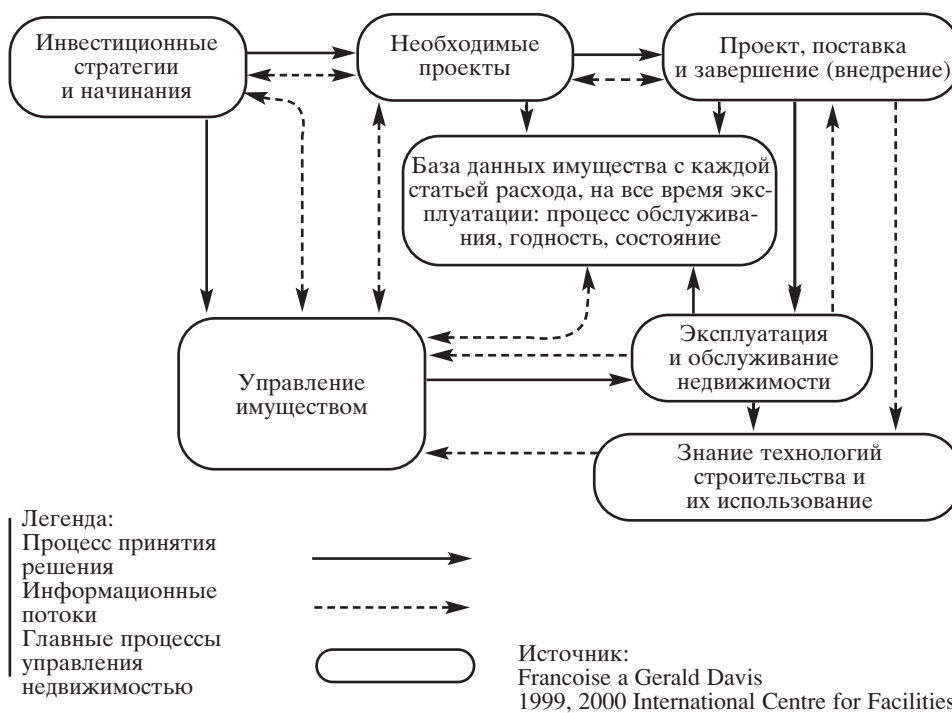 Инвестиционные
стратегии
и начинания
Необходимые
проекты
Проект, поставка
и завершение (внедрение)
База данных имущества с каждой
статьей расхода, на все время экс-
плуатации: процесс обслужива-
ния, годность, состояние
Управление
имуществом
Эксплуатация
и обслуживание
недвижимости
Знание технологий
строительства и
их использование
Легенда:
Процесс принятия
решения
Информационные
потоки
Главные процессы
управления
недвижимостью
Источник:
Francoise a Gerald Davis
1999, 2000 International Centre for Facilities